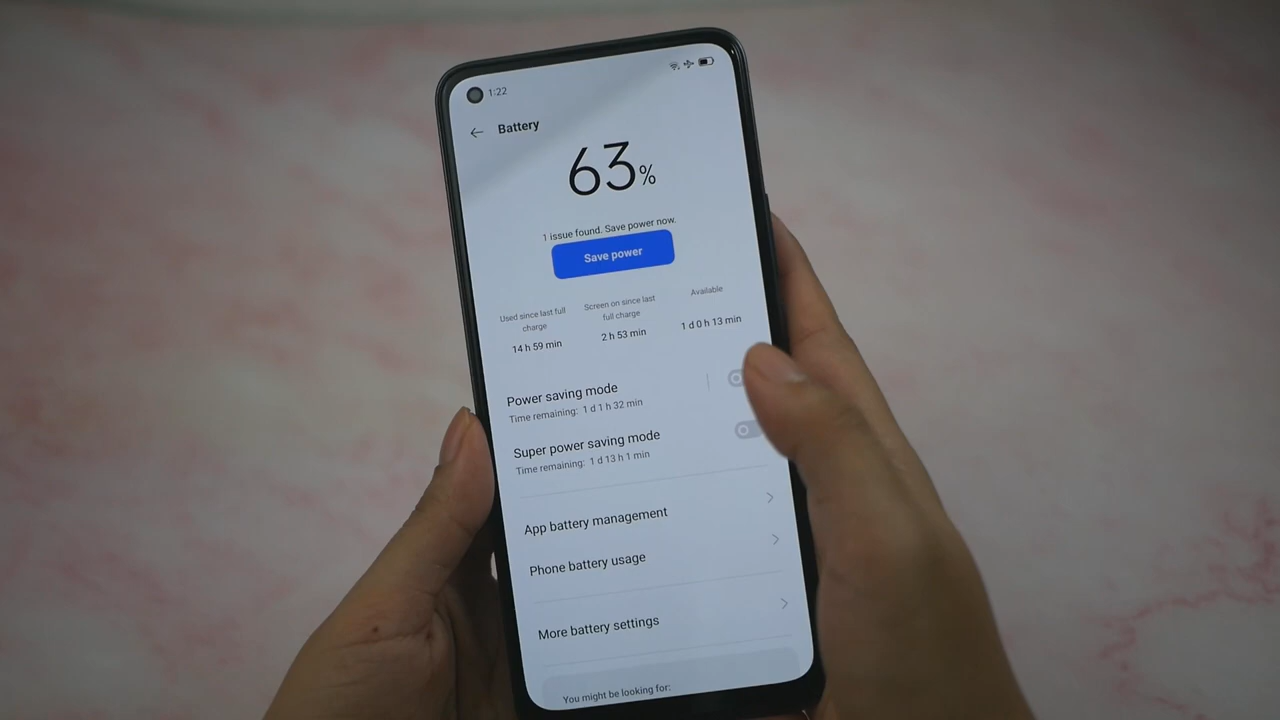 1:22
Battery
63%
1 issue found. Save power now.
Save power
Used since last full
charge
14 h 59 min
Screen on since last
full charge
2 h 53 min
Available
1 d 0 h 13 min
Power saving mode
Time remaining: 1 d 1 h 32 min
Super power saving mode
Time remaining: 1 d 13 h 1 min
App battery management
Phone battery usage
More battery settings
You might be looking for: